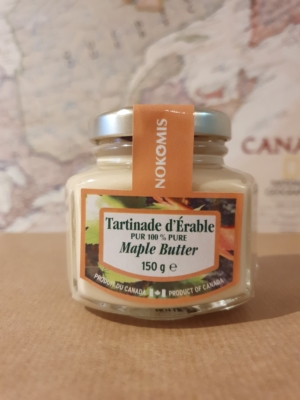 CANA
NOKOMIS
Tartinade d'Érable
PUR 100 % PURE
Maple Butter
150 g e
PRODUIT DU CANADA PRODUCT OF CANADA